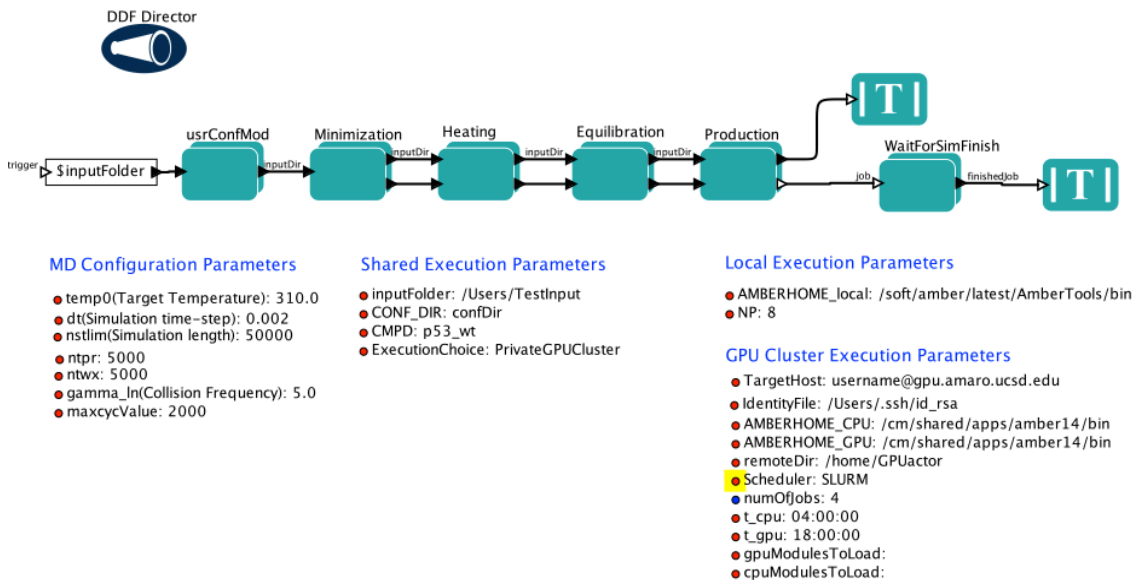 DDF Director
usrConfMod
Minimization
Heating
Equilibration
Production
WaitForSimFinish
trigger
$inputFolder
inputDir
inputDir
inputDir
inputDir
job
finishedJob
T
T
MD Configuration Parameters
temp0(Target Temperature): 310.0
dt(Simulation time-step): 0.002
nstlim(Simulation length): 50000
ntpr: 5000
ntwx: 5000
gamma_ln(Collision Frequency): 5.0
maxcycValue: 2000
Shared Execution Parameters
inputFolder: /Users/TestInput
CONF_DIR: confDir
CMPD: p53_wt
ExecutionChoice: PrivateGPUCluster
Local Execution Parameters
AMBERHOME_local: /soft/amber/latest/AmberTools/bin
NP: 8
GPU Cluster Execution Parameters
TargetHost: username@gpu.amaro.ucsd.edu
IdentityFile: /Users/.ssh/id_rsa
AMBERHOME_CPU: /cm/shared/apps/amber14/bin
AMBERHOME_GPU: /cm/shared/apps/amber14/bin
remoteDir: /home/GPUactor
Scheduler: SLURM
numOfJobs: 4
t_cpu: 04:00:00
t_gpu: 18:00:00
gpuModulesToLoad:
cpuModulesToLoad: